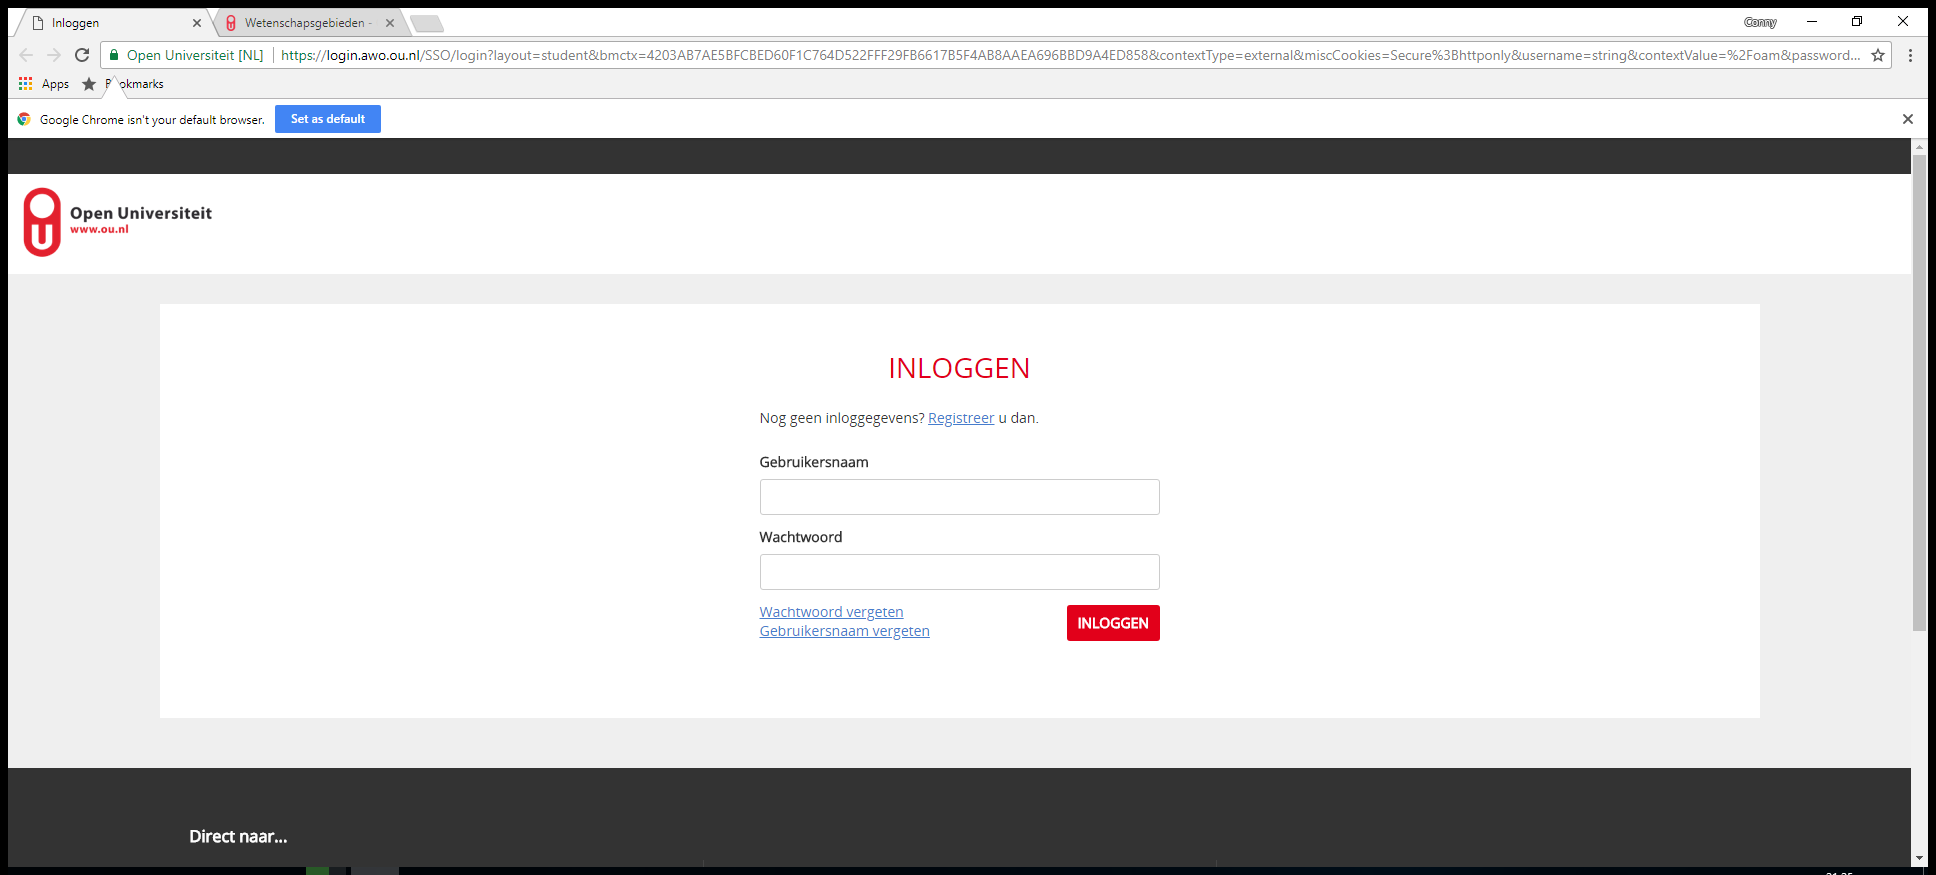 Inloggen
Wetenschapsgebieden -
Conny
Open Universiteit [NL]
https://login.awo.ou.nl/SSO/login?layout=student&bmctx=4203AB7AE5BFCBED60F1C764D522FFF29FB6617B5F4AB8AAEA696BBD9A4ED858&contextType=external&miscCookies=Secure%3Bhttponly&username=string&contextValue=%2Foam&password...
Apps
Bookmarks
Google Chrome isn't your default browser.
Set as default
Open Universiteit
www.ou.nl
INLOGGEN
Nog geen inloggegevens? Registreer u dan.
Gebruikersnaam
Wachtwoord
Wachtwoord vergeten
Gebruikersnaam vergeten
INLOGGEN
Direct naar...